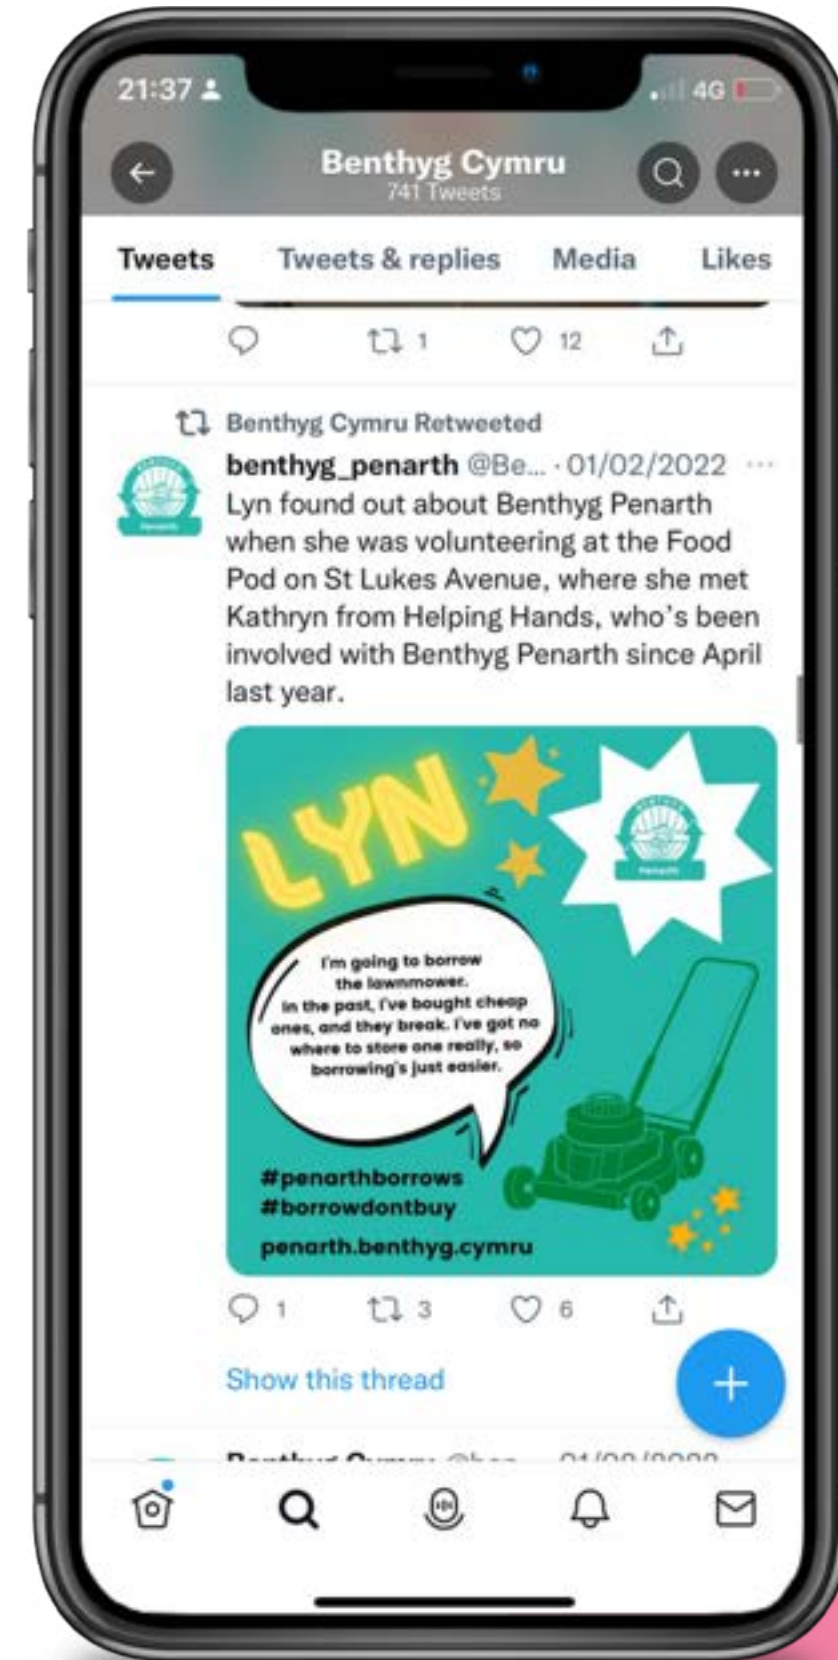 21:37
4G
Benthyg Cymru
741 Tweets
Tweets
Tweets & replies
Media
Likes
1
12
Benthyg Cymru Retweeted
benthyg_penarth @Be... · 01/02/2022 ...
Lyn found out about Benthyg Penarth
when she was volunteering at the Food
Pod on St Lukes Avenue, where she met
Kathryn from Helping Hands, who's been
involved with Benthyg Penarth since April
last year.
LYN
BENTHYG
Penarth
I'm going to borrow
the lawnmower.
In the past, I've bought cheap
ones, and they break. I've got no
where to store one really, so
borrowing's just easier.
#penarthborrows
#borrowdontbuy
penarth.benthyg.cymru
1
3
6
Show this thread
Benthyg Cymru